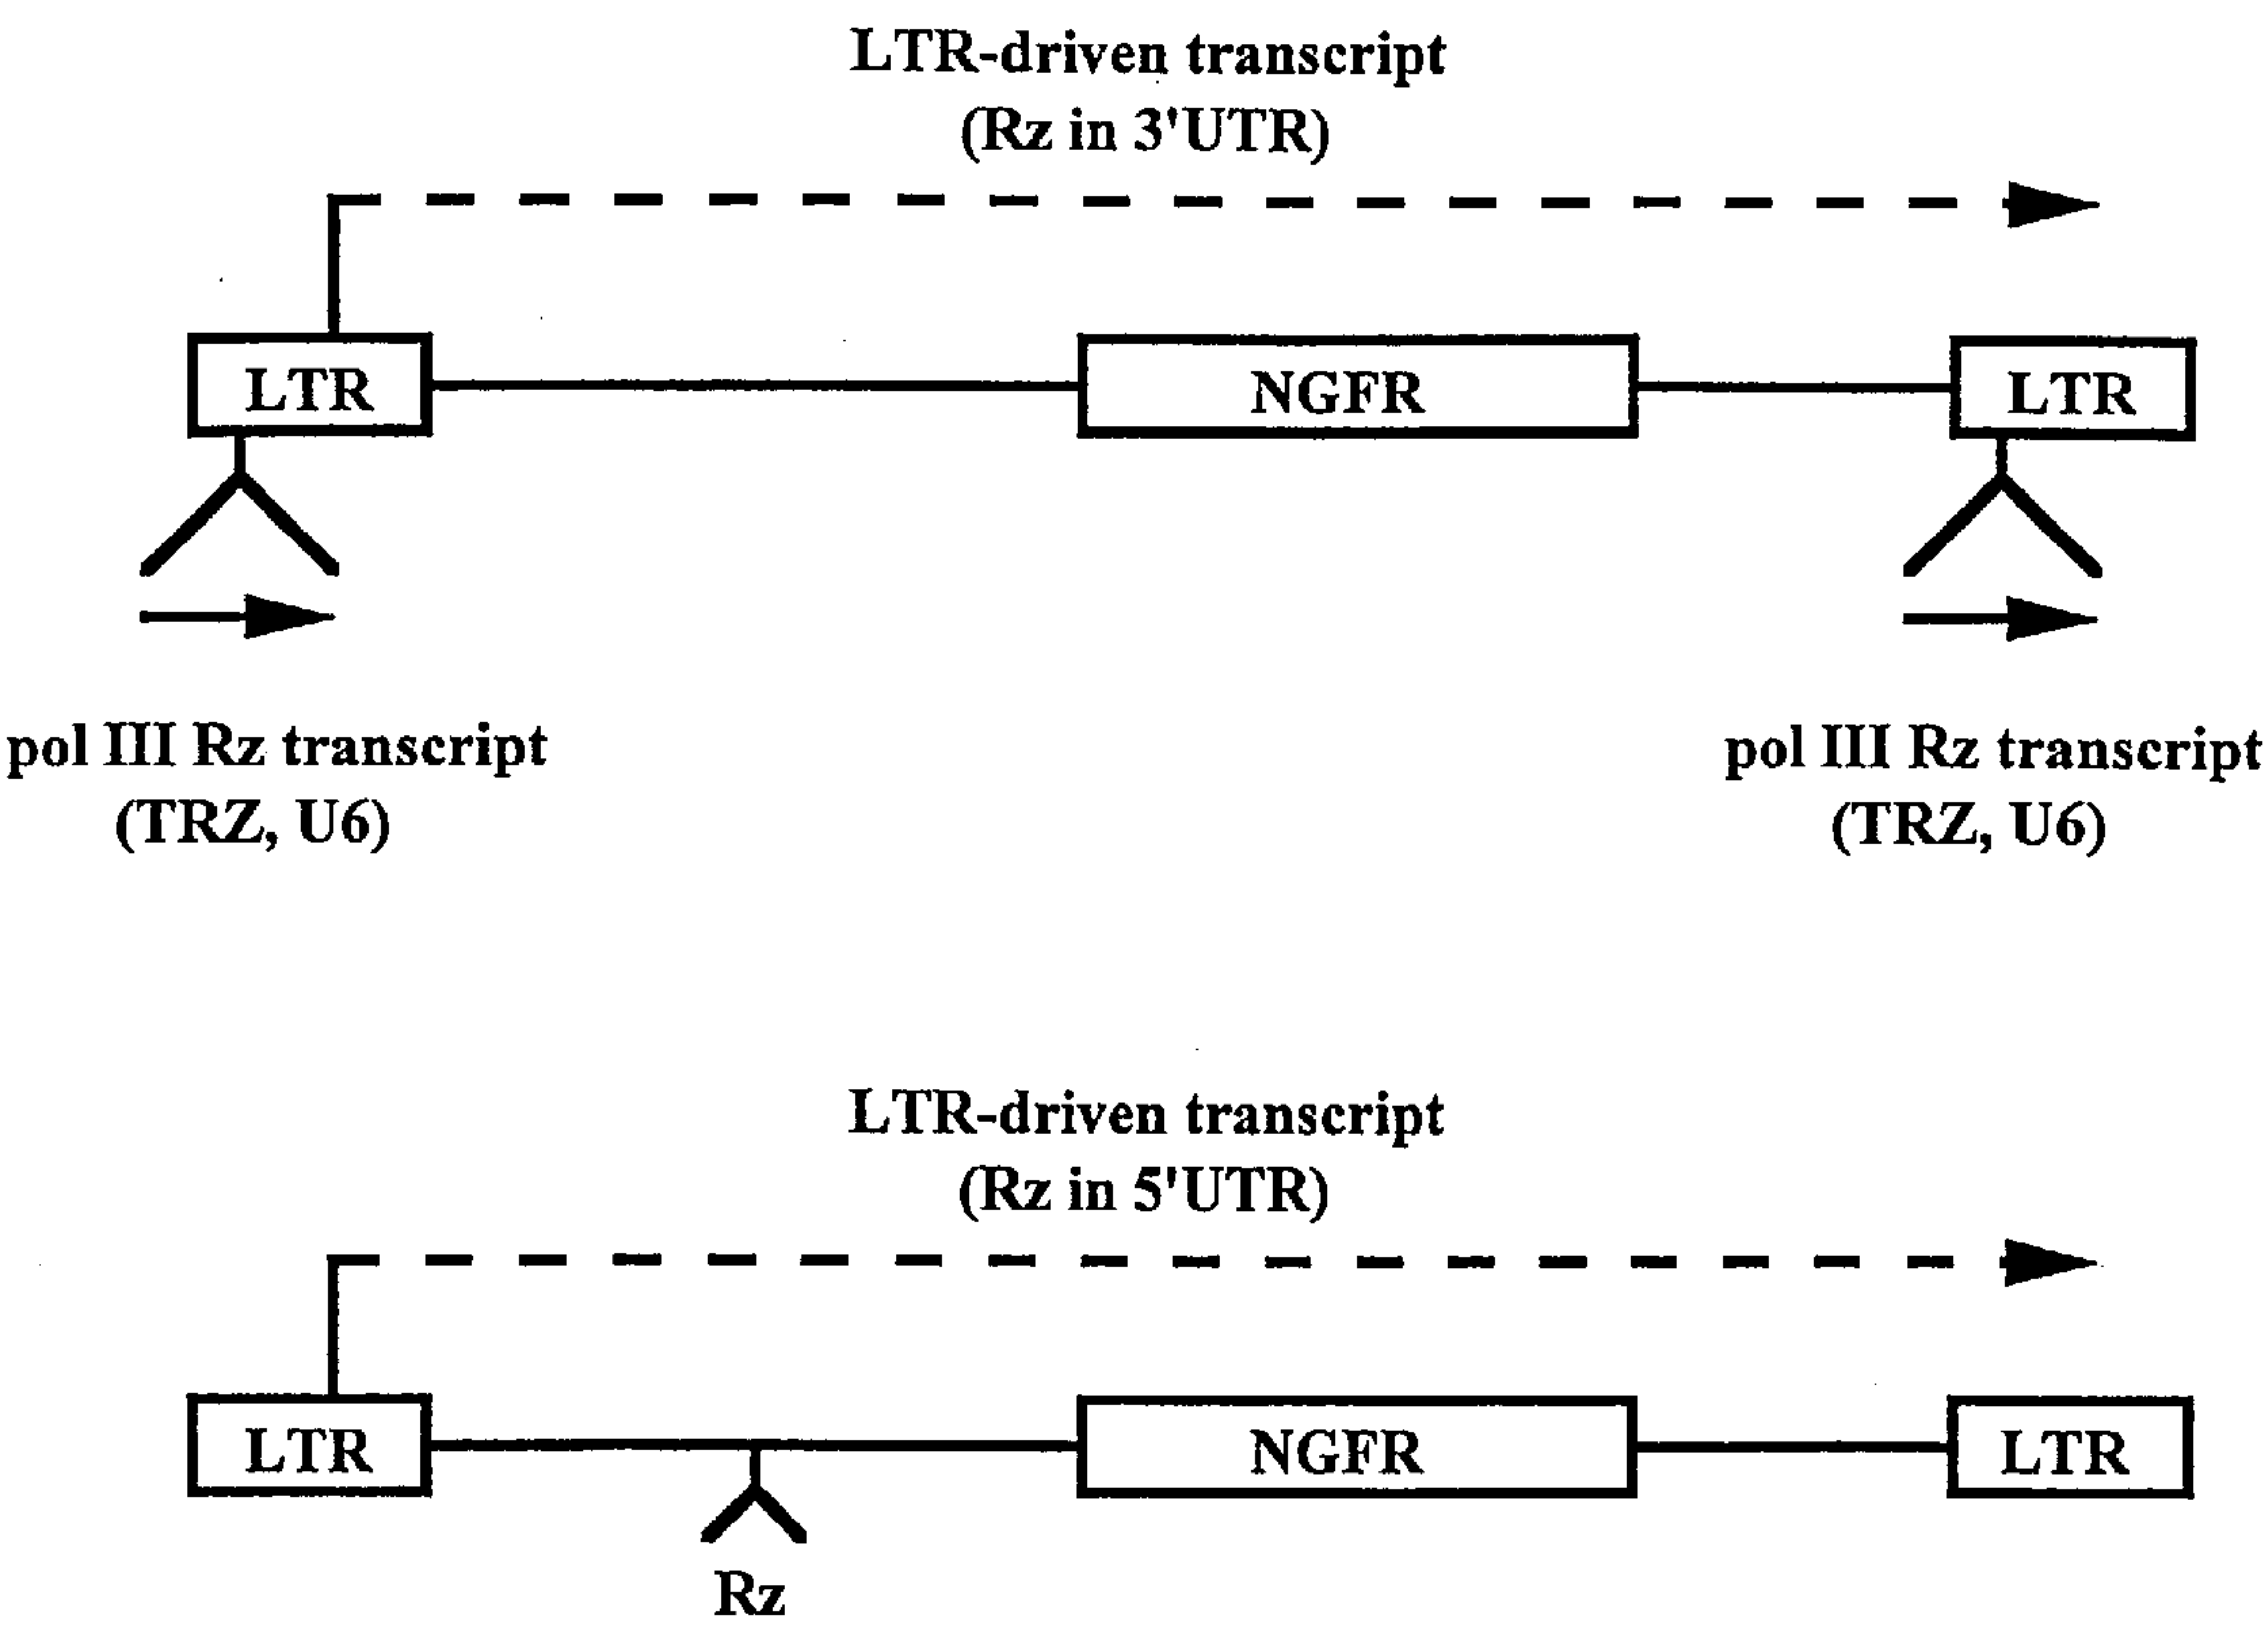 LTR-driven transcript
(Rz in 3'UTR)
LTR
NGFR
LTR
pol III Rz transcript
(TRZ, U6)
pol III Rz transcript
(TRZ, U6)
LTR-driven transcript
(Rz in 5'UTR)
LTR
NGFR
LTR
Rz